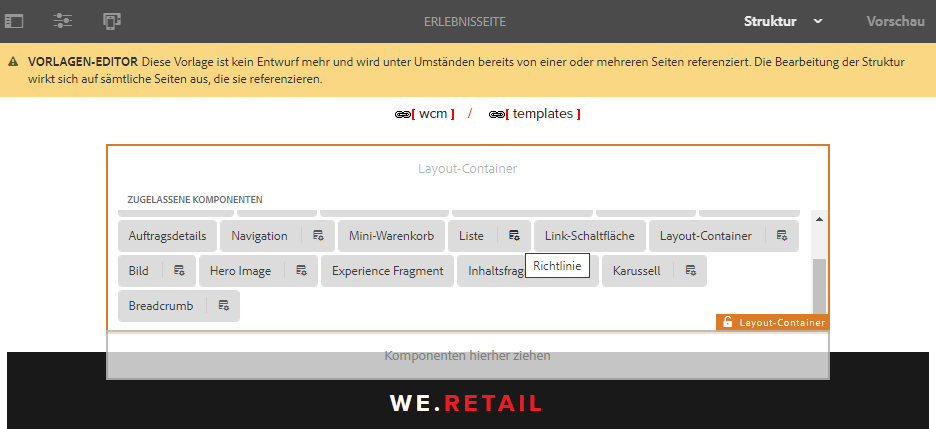 ERLEBNISSEITE Struktur Vorschau
VORLAGEN-EDITOR Diese Vorlage ist kein Entwurf mehr und wird unter Umständen bereits von einer oder mehreren Seiten referenziert. Die Bearbeitung der Struktur
wirkt sich auf sämtliche Seiten aus, die sie referenzieren.
[ wcm ] / [ templates ]
Layout-Container
ZUGELASSENE KOMPONENTEN
Auftragsdetails Navigation Mini-Warenkorb Liste Link-Schaltfläche Layout-Container
Bild Hero Image Experience Fragment Inhaltsfrag Richtlinie Karussell
Breadcrumb
Layout-Container
Komponenten hierher ziehen
WE.RETAIL